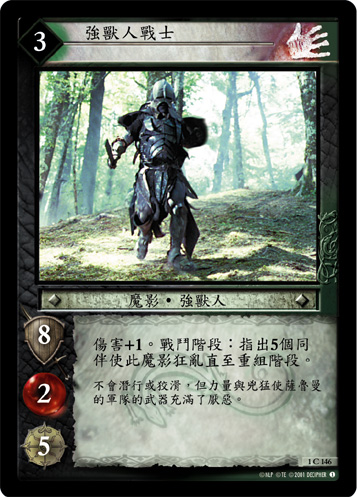 3
強獸人戰士
魔影 • 強獸人
8
傷害+1。戰鬥階段：指出5個同
伴使此魔影狂亂直至重組階段。
2
不會潛行或狡滑，但力量與兇猛使薩魯曼
的軍隊的武器充滿了厭惡。
5
1 C 146
©NLP ©TE ©2001 DECIPHER